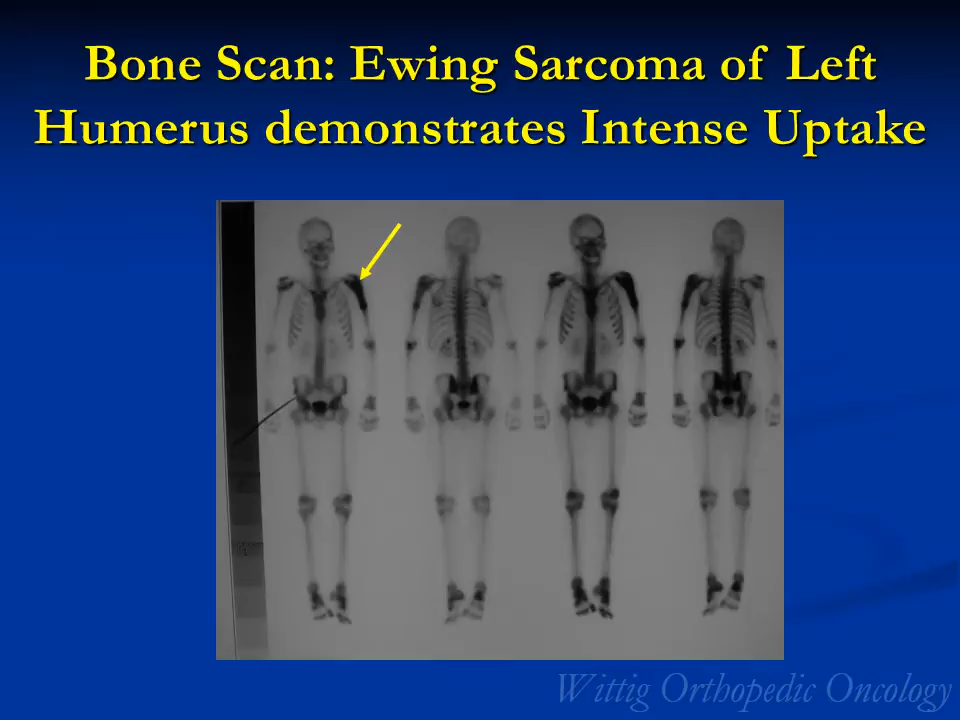 Bone Scan: Ewing Sarcoma of Left
Humerus demonstrates Intense Uptake
Wittig Orthopedic Oncology